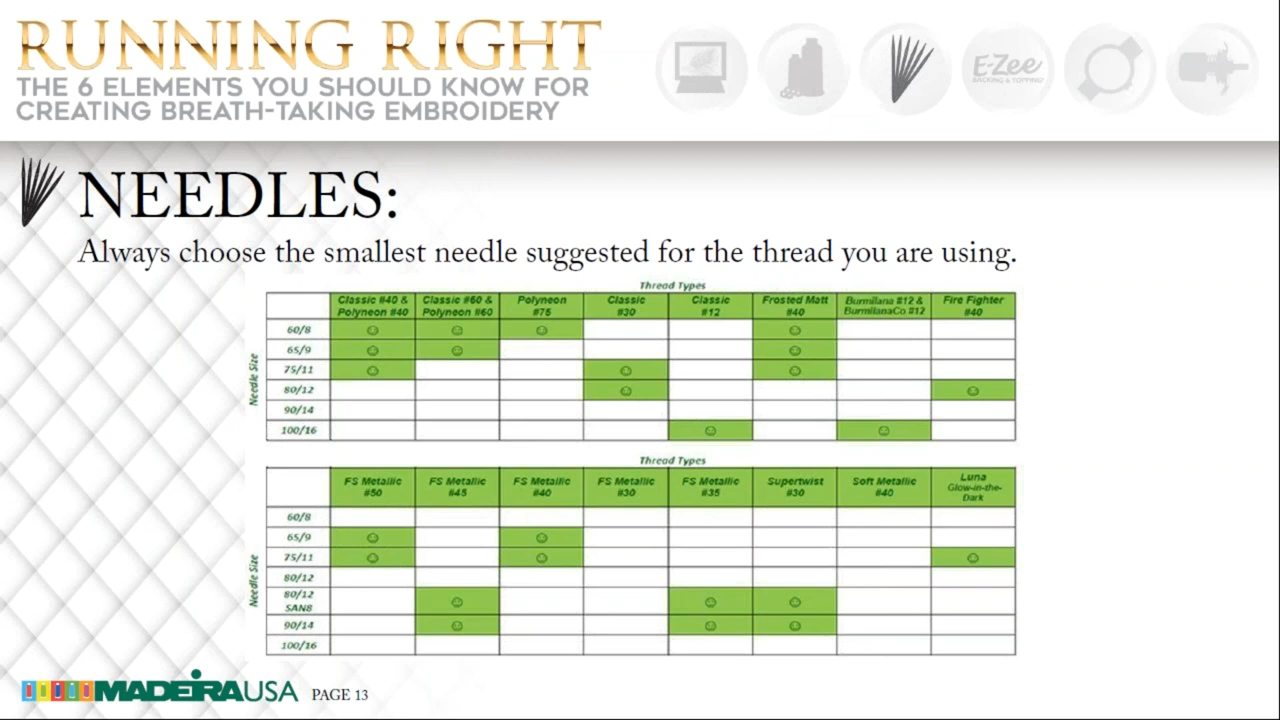 RUNNING RIGHT
THE 6 ELEMENTS YOU SHOULD KNOW FOR
CREATING BREATH-TAKING EMBROIDERY
E-Zee
BACKING & TOPPING
NEEDLES:
Always choose the smallest needle suggested for the thread you are using.
Thread Types
Classic #40 & Polyneon #40 Classic #60 & Polyneon #60 Polyneon #75 Classic #30 Classic #12 Frosted Matt #40 Burmilana #12 & BurmilanaCo #12 Fire Fighter #40
Needle Size
60/8
65/9
75/11
80/12
90/14
100/16
Thread Types
FS Metallic #50 FS Metallic #45 FS Metallic #40 FS Metallic #30 FS Metallic #35 Supertwist #30 Soft Metallic #40 Luna Glow-in-the-Dark
Needle Size
60/8
65/9
75/11
80/12
80/12 SAN8
90/14
100/16
MADEIRA USA PAGE 13